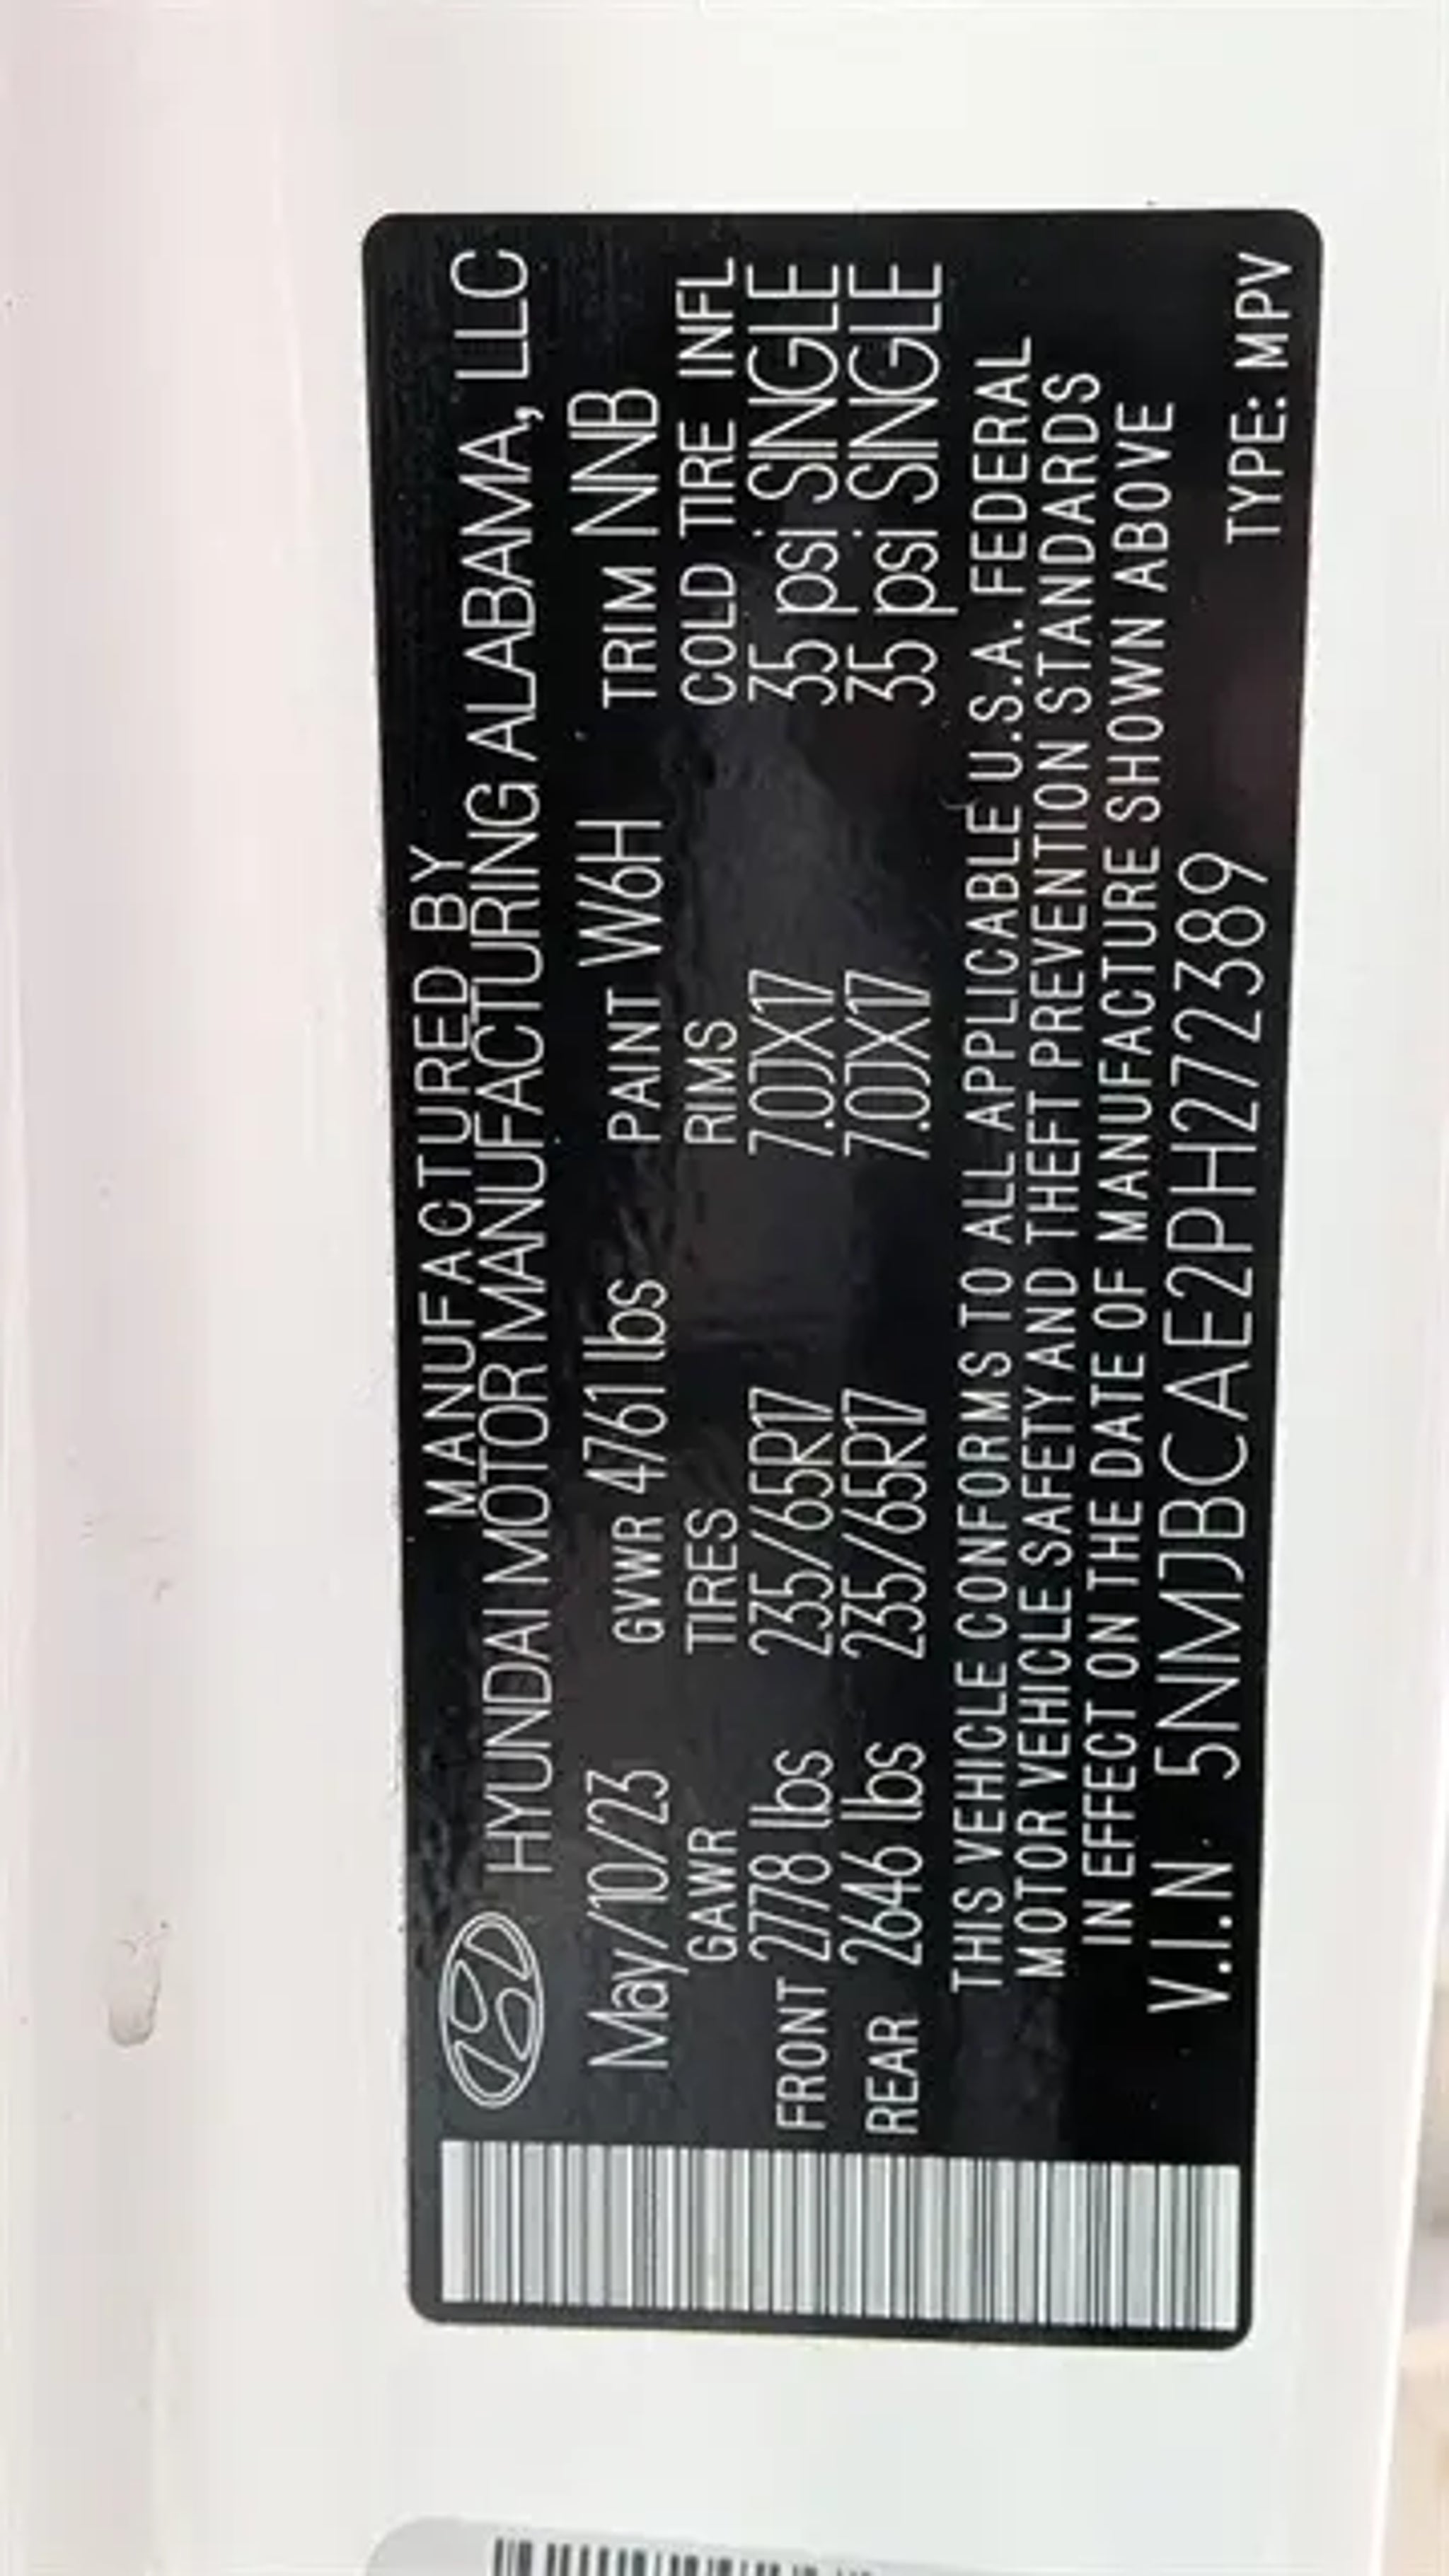 MANUFACTURED BY
HYUNDAI MOTOR MANUFACTURING ALABAMA, LLC
May/10/23 GVWR 4761 lbs PAINT W6H TRIM NNB
GAWR TIRES RIMS COLD TIRE INFL
FRONT 2778 lbs 235/65R17 7.0JX17 35 psi SINGLE
REAR 2646 lbs 235/65R17 7.0JX17 35 psi SINGLE
THIS VEHICLE CONFORMS TO ALL APPLICABLE U.S.A. FEDERAL
MOTOR VEHICLE SAFETY AND THEFT PREVENTION STANDARDS
IN EFFECT ON THE DATE OF MANUFACTURE SHOWN ABOVE
V.I.N 5NMJBCAE2PH272389 TYPE: MPV